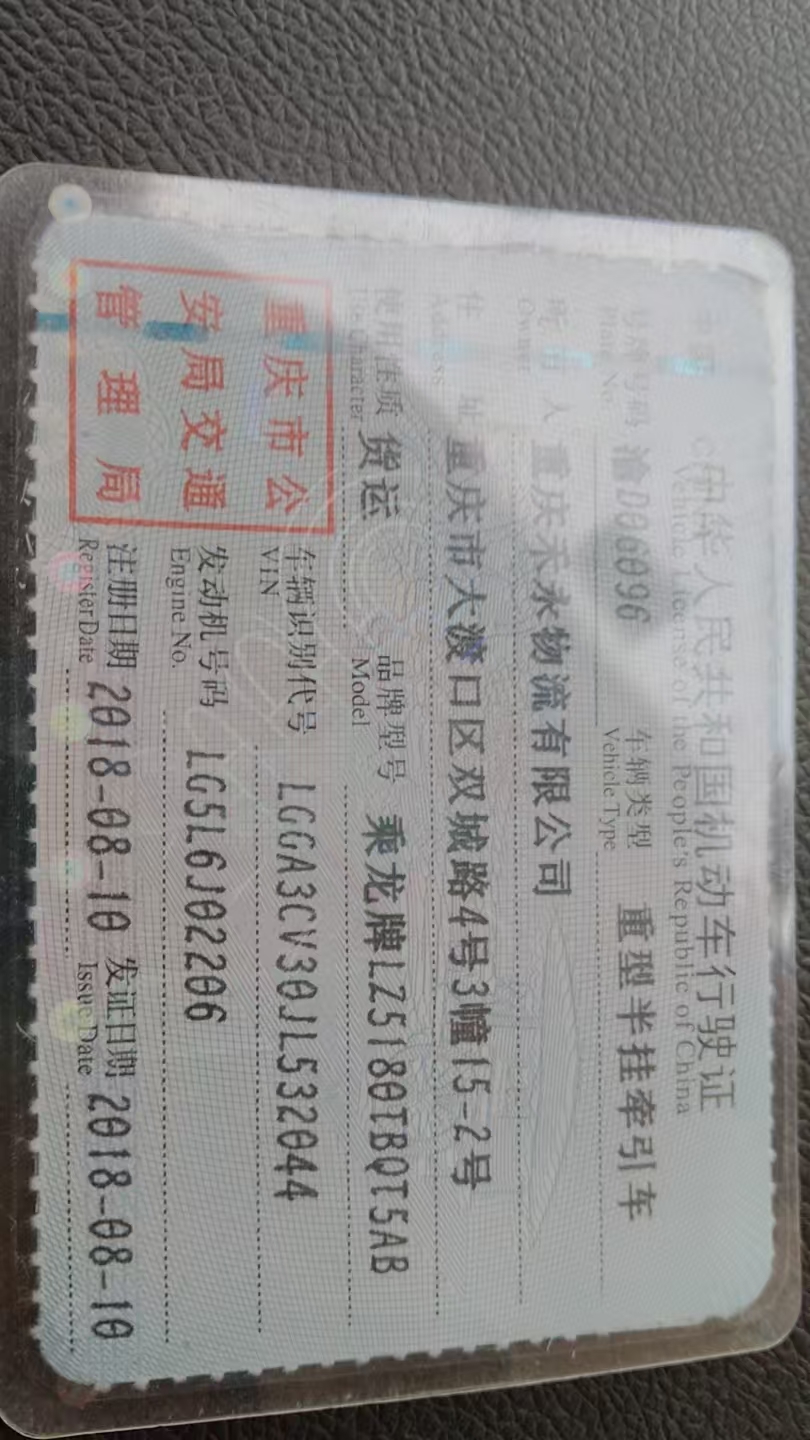 中华人民共和国机动车行驶证
Vehicle License of the People's Republic of China
号牌号码 渝D06096 车辆类型 重型半挂牵引车
Plate No. Vehicle Type
所有人 重庆禾永物流有限公司
Owner
住址 重庆市大渡口区双城路4号3幢15-2号
Address
使用性质 货运 品牌型号 乘龙牌LZ5180TBQT5AB
Use Character Model
车辆识别代号 LGGA3CV30JL532044
VIN
发动机号码 LG5L6J02206
Engine No.
注册日期 2018-08-10 发证日期 2018-08-10
Register Date Issue Date
重庆市公
安局交通
管理局